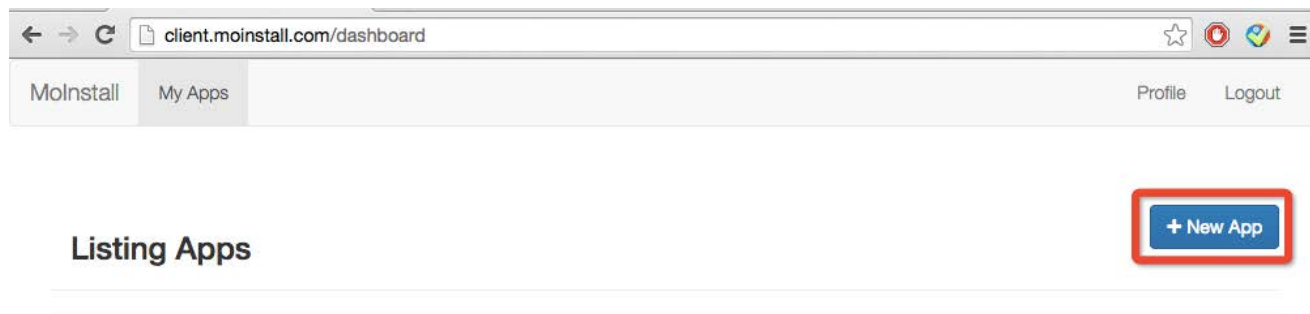 client.moinstall.com/dashboard
MoInstall My Apps Profile Logout
+ New App
Listing Apps